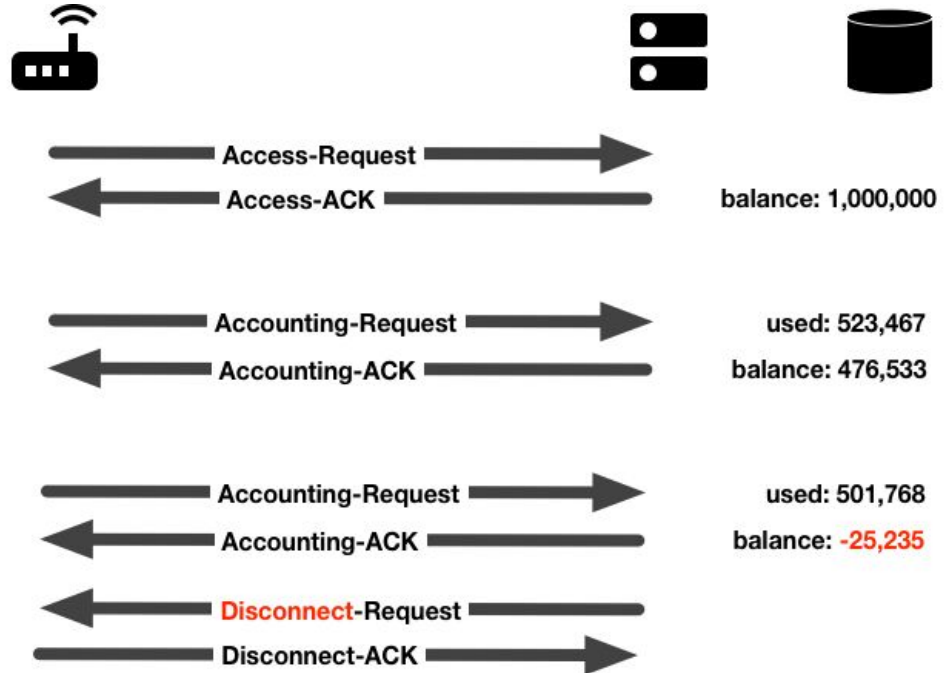 Access-Request
Access-ACK balance: 1,000,000
Accounting-Request used: 523,467
Accounting-ACK balance: 476,533
Accounting-Request used: 501,768
Accounting-ACK balance: -25,235
Disconnect-Request
Disconnect-ACK